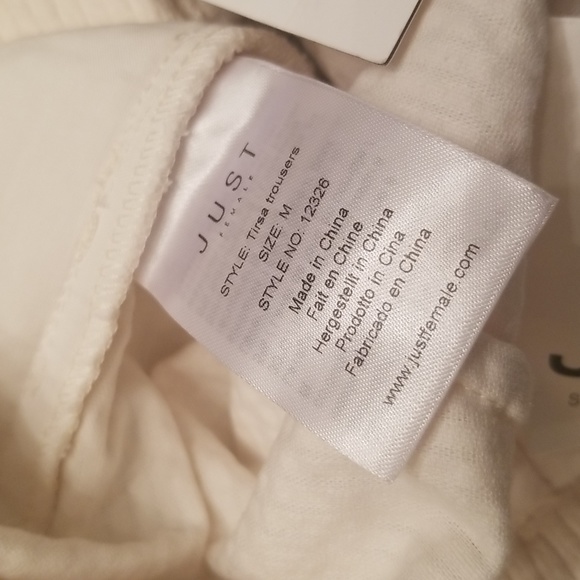 JUST
FEMALE
STYLE: Tirsa trousers
SIZE: M
STYLE NO: 12326
Made in China
Fait en Chine
Hergestellt in China
Prodotto in Cina
Fabricado en China
www.justfemale.com
J
S